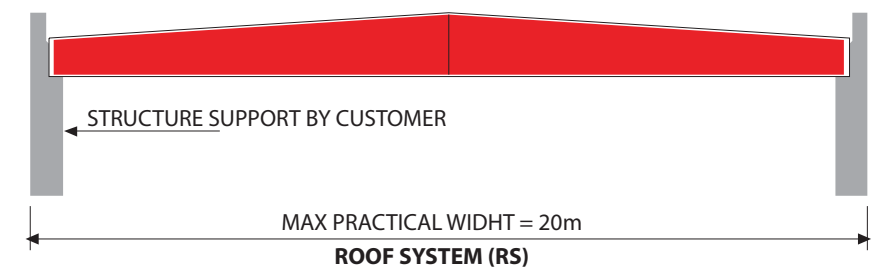 STRUCTURE SUPPORT BY CUSTOMER
MAX PRACTICAL WIDHT = 20m
ROOF SYSTEM (RS)